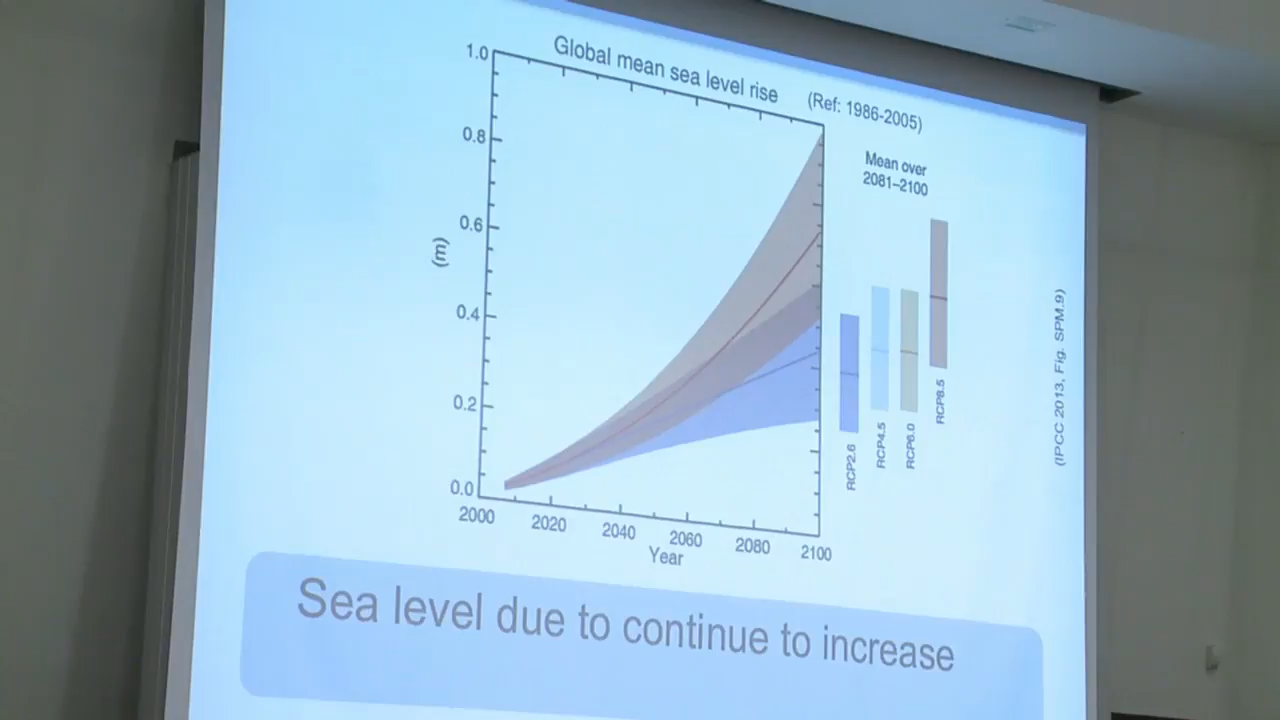 Global mean sea level rise
(Ref: 1986-2005)
1.0
0.8
0.6
0.4
0.2
0.0
(m)
2000
2020
2040
2060
2080
2100
Year
Mean over
2081–2100
RCP2.6
RCP4.5
RCP6.0
RCP8.5
(IPCC 2013, Fig. SPM.9)
Sea level due to continue to increase